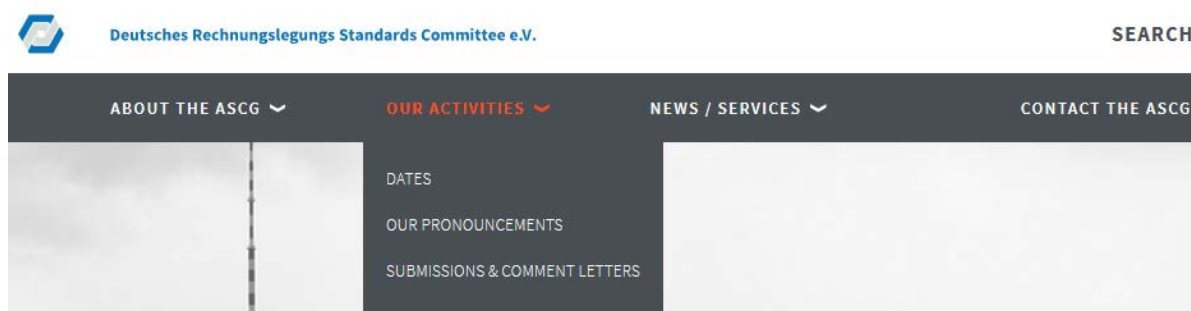 Deutsches Rechnungslegungs Standards Committee e.V.
SEARCH
ABOUT THE ASCG
OUR ACTIVITIES
NEWS / SERVICES
CONTACT THE ASCG
DATES
OUR PRONOUNCEMENTS
SUBMISSIONS & COMMENT LETTERS